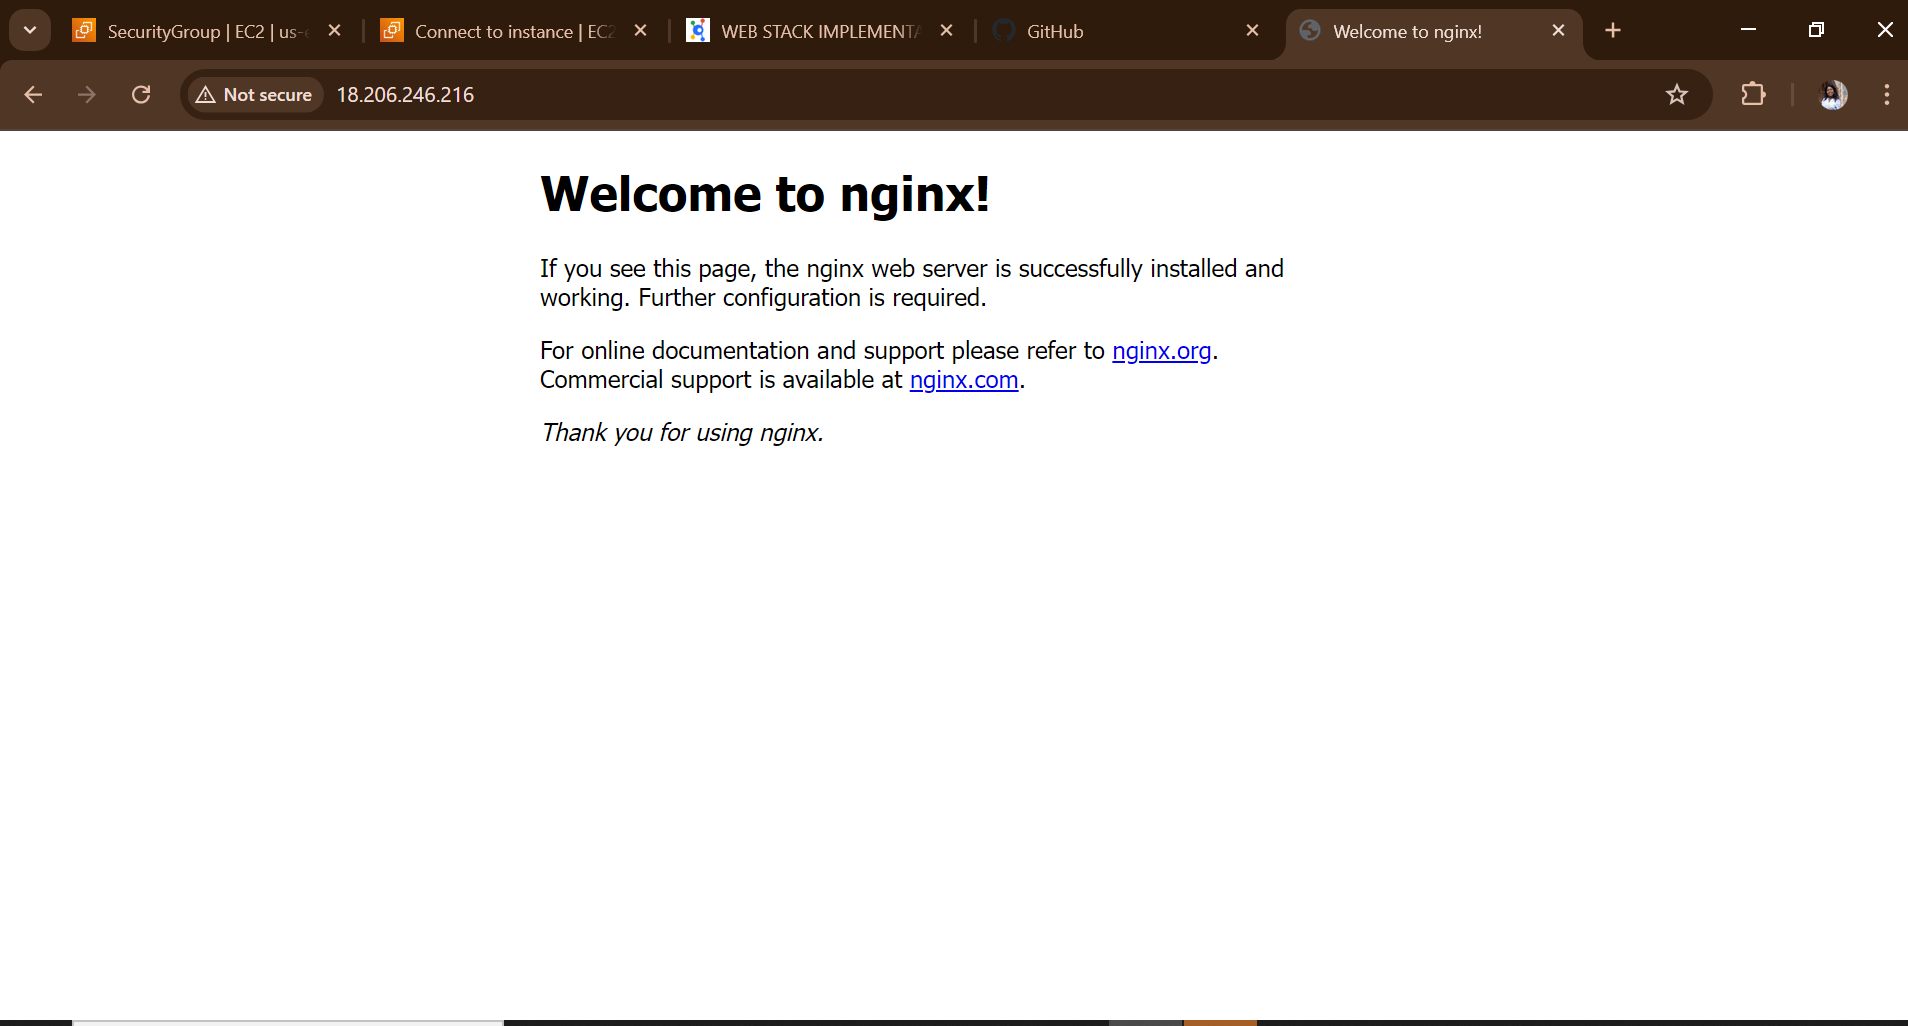 SecurityGroup | EC2 | us-e
Connect to instance | EC2
WEB STACK IMPLEMENTA
GitHub
Welcome to nginx!
Not secure
18.206.246.216
Welcome to nginx!
If you see this page, the nginx web server is successfully installed and
working. Further configuration is required.
For online documentation and support please refer to nginx.org.
Commercial support is available at nginx.com.
Thank you for using nginx.